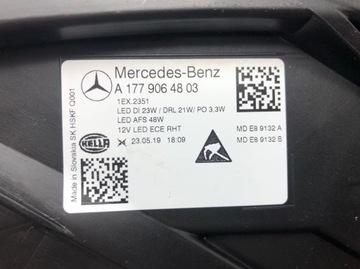 Mercedes-Benz
A 177 906 48 03
1EX.2351
LED DI 23W / DRL 21W/ PO 3,3W
LED AFS 48W
12V LED ECE RHT
HELLA
23.05.19 18:09
MD E8 9132 A
MD E8 9132 B
Made in Slovakia SK HSKF Q001